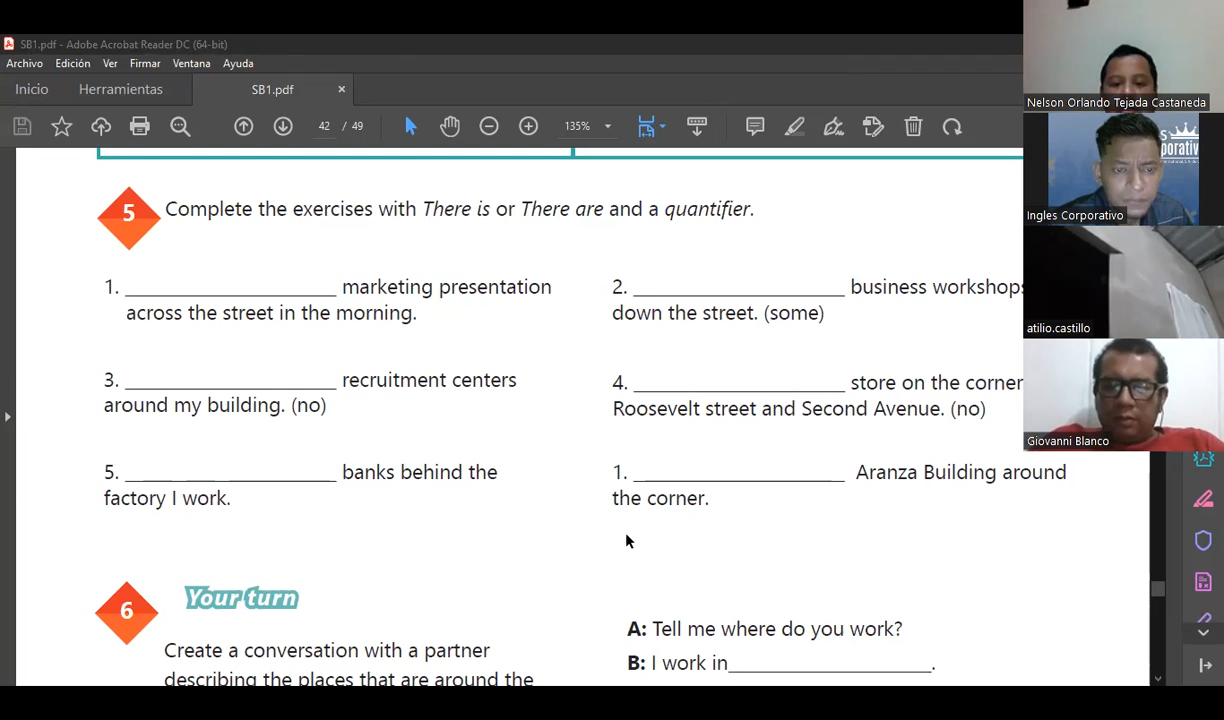 SB1.pdf - Adobe Acrobat Reader DC (64-bit)
Archivo Edición Ver Firmar Ventana Ayuda
Inicio Herramientas SB1.pdf ×
42 / 49 135%
5 Complete the exercises with There is or There are and a quantifier.
1. ____________________ marketing presentation
across the street in the morning.
2. ____________________ business workshops
down the street. (some)
3. ____________________ recruitment centers
around my building. (no)
4. ____________________ store on the corner
Roosevelt street and Second Avenue. (no)
5. ____________________ banks behind the
factory I work.
1. ____________________ Aranza Building around
the corner.
6 Your turn
Create a conversation with a partner
describing the places that are around the
A: Tell me where do you work?
B: I work in____________________.
Nelson Orlando Tejada Castaneda
Ingles Corporativo
atilio.castillo
Giovanni Blanco